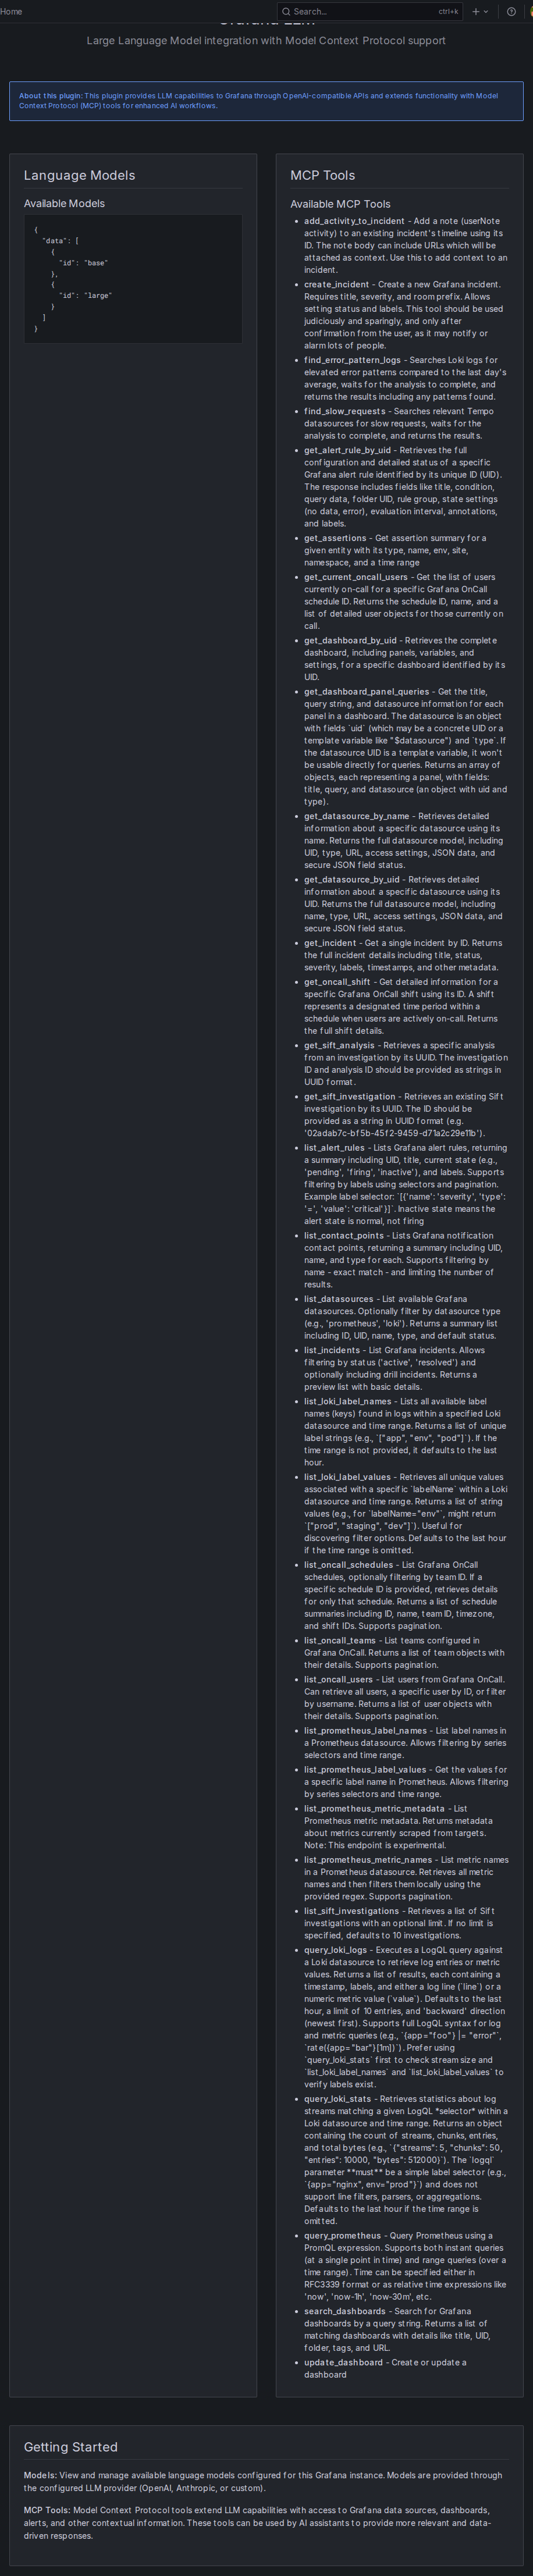 Home
Search...
ctrl+k
Grafana LLM
Large Language Model integration with Model Context Protocol support
About this plugin: This plugin provides LLM capabilities to Grafana through OpenAI-compatible APIs and extends functionality with Model
Context Protocol (MCP) tools for enhanced AI workflows.
Language Models
Available Models
{
"data": [
{
"id": "base"
},
{
"id": "large"
}
]
}
MCP Tools
Available MCP Tools
• add_activity_to_incident - Add a note (userNote
activity) to an existing incident's timeline using its
ID. The note body can include URLs which will be
attached as context. Use this to add context to an
incident.
• create_incident - Create a new Grafana incident.
Requires title, severity, and room prefix. Allows
setting status and labels. This tool should be used
judiciously and sparingly, and only after
confirmation from the user, as it may notify or
alarm lots of people.
• find_error_pattern_logs - Searches Loki logs for
elevated error patterns compared to the last day's
average, waits for the analysis to complete, and
returns the results including any patterns found.
• find_slow_requests - Searches relevant Tempo
datasources for slow requests, waits for the
analysis to complete, and returns the results.
• get_alert_rule_by_uid - Retrieves the full
configuration and detailed status of a specific
Grafana alert rule identified by its unique ID (UID).
The response includes fields like title, condition,
query data, folder UID, rule group, state settings
(no data, error), evaluation interval, annotations,
and labels.
• get_assertions - Get assertion summary for a
given entity with its type, name, env, site,
namespace, and a time range
• get_current_oncall_users - Get the list of users
currently on-call for a specific Grafana OnCall
schedule ID. Returns the schedule ID, name, and a
list of detailed user objects for those currently on
call.
• get_dashboard_by_uid - Retrieves the complete
dashboard, including panels, variables, and
settings, for a specific dashboard identified by its
UID.
• get_dashboard_panel_queries - Get the title,
query string, and datasource information for each
panel in a dashboard. The datasource is an object
with fields `uid` (which may be a concrete UID or a
template variable like "$datasource") and `type`. If
the datasource UID is a template variable, it won't
be usable directly for queries. Returns an array of
objects, each representing a panel, with fields:
title, query, and datasource (an object with uid and
type).
• get_datasource_by_name - Retrieves detailed
information about a specific datasource using its
name. Returns the full datasource model, including
UID, type, URL, access settings, JSON data, and
secure JSON field status.
• get_datasource_by_uid - Retrieves detailed
information about a specific datasource using its
UID. Returns the full datasource model, including
name, type, URL, access settings, JSON data, and
secure JSON field status.
• get_incident - Get a single incident by ID. Returns
the full incident details including title, status,
severity, labels, timestamps, and other metadata.
• get_oncall_shift - Get detailed information for a
specific Grafana OnCall shift using its ID. A shift
represents a designated time period within a
schedule when users are actively on-call. Returns
the full shift details.
• get_sift_analysis - Retrieves a specific analysis
from an investigation by its UUID. The investigation
ID and analysis ID should be provided as strings in
UUID format.
• get_sift_investigation - Retrieves an existing Sift
investigation by its UUID. The ID should be
provided as a string in UUID format (e.g.
'02adab7c-bf5b-45f2-9459-d71a2c29e11b').
• list_alert_rules - Lists Grafana alert rules, returning
a summary including UID, title, current state (e.g.,
'pending', 'firing', 'inactive'), and labels. Supports
filtering by labels using selectors and pagination.
Example label selector: `[{'name': 'severity', 'type':
'=', 'value': 'critical'}]`. Inactive state means the
alert state is normal, not firing
• list_contact_points - Lists Grafana notification
contact points, returning a summary including UID,
name, and type for each. Supports filtering by
name - exact match - and limiting the number of
results.
• list_datasources - List available Grafana
datasources. Optionally filter by datasource type
(e.g., 'prometheus', 'loki'). Returns a summary list
including ID, UID, name, type, and default status.
• list_incidents - List Grafana incidents. Allows
filtering by status ('active', 'resolved') and
optionally including drill incidents. Returns a
preview list with basic details.
• list_loki_label_names - Lists all available label
names (keys) found in logs within a specified Loki
datasource and time range. Returns a list of unique
label strings (e.g., `["app", "env", "pod"]`). If the
time range is not provided, it defaults to the last
hour.
• list_loki_label_values - Retrieves all unique values
associated with a specific `labelName` within a Loki
datasource and time range. Returns a list of string
values (e.g., for `labelName="env"`, might return
`["prod", "staging", "dev"]`). Useful for
discovering filter options. Defaults to the last hour
if the time range is omitted.
• list_oncall_schedules - List Grafana OnCall
schedules, optionally filtering by team ID. If a
specific schedule ID is provided, retrieves details
for only that schedule. Returns a list of schedule
summaries including ID, name, team ID, timezone,
and shift IDs. Supports pagination.
• list_oncall_teams - List teams configured in
Grafana OnCall. Returns a list of team objects with
their details. Supports pagination.
• list_oncall_users - List users from Grafana OnCall.
Can retrieve all users, a specific user by ID, or filter
by username. Returns a list of user objects with
their details. Supports pagination.
• list_prometheus_label_names - List label names in
a Prometheus datasource. Allows filtering by series
selectors and time range.
• list_prometheus_label_values - Get the values for
a specific label name in Prometheus. Allows filtering
by series selectors and time range.
• list_prometheus_metric_metadata - List
Prometheus metric metadata. Returns metadata
about metrics currently scraped from targets.
Note: This endpoint is experimental.
• list_prometheus_metric_names - List metric names
in a Prometheus datasource. Retrieves all metric
names and then filters them locally using the
provided regex. Supports pagination.
• list_sift_investigations - Retrieves a list of Sift
investigations with an optional limit. If no limit is
specified, defaults to 10 investigations.
• query_loki_logs - Executes a LogQL query against
a Loki datasource to retrieve log entries or metric
values. Returns a list of results, each containing a
timestamp, labels, and either a log line (`line`) or a
numeric metric value (`value`). Defaults to the last
hour, a limit of 10 entries, and 'backward' direction
(newest first). Supports full LogQL syntax for log
and metric queries (e.g., `{app="foo"} |= "error"`,
`rate({app="bar"}[1m])`). Prefer using
`query_loki_stats` first to check stream size and
`list_loki_label_names` and `list_loki_label_values` to
verify labels exist.
• query_loki_stats - Retrieves statistics about log
streams matching a given LogQL *selector* within a
Loki datasource and time range. Returns an object
containing the count of streams, chunks, entries,
and total bytes (e.g., `{"streams": 5, "chunks": 50,
"entries": 10000, "bytes": 512000}`). The `logql`
parameter **must** be a simple label selector (e.g.,
`{app="nginx", env="prod"}`) and does not
support line filters, parsers, or aggregations.
Defaults to the last hour if the time range is
omitted.
• query_prometheus - Query Prometheus using a
PromQL expression. Supports both instant queries
(at a single point in time) and range queries (over a
time range). Time can be specified either in
RFC3339 format or as relative time expressions like
'now', 'now-1h', 'now-30m', etc.
• search_dashboards - Search for Grafana
dashboards by a query string. Returns a list of
matching dashboards with details like title, UID,
folder, tags, and URL.
• update_dashboard - Create or update a
dashboard
Getting Started
Models: View and manage available language models configured for this Grafana instance. Models are provided through
the configured LLM provider (OpenAI, Anthropic, or custom).
MCP Tools: Model Context Protocol tools extend LLM capabilities with access to Grafana data sources, dashboards,
alerts, and other contextual information. These tools can be used by AI assistants to provide more relevant and data-
driven responses.